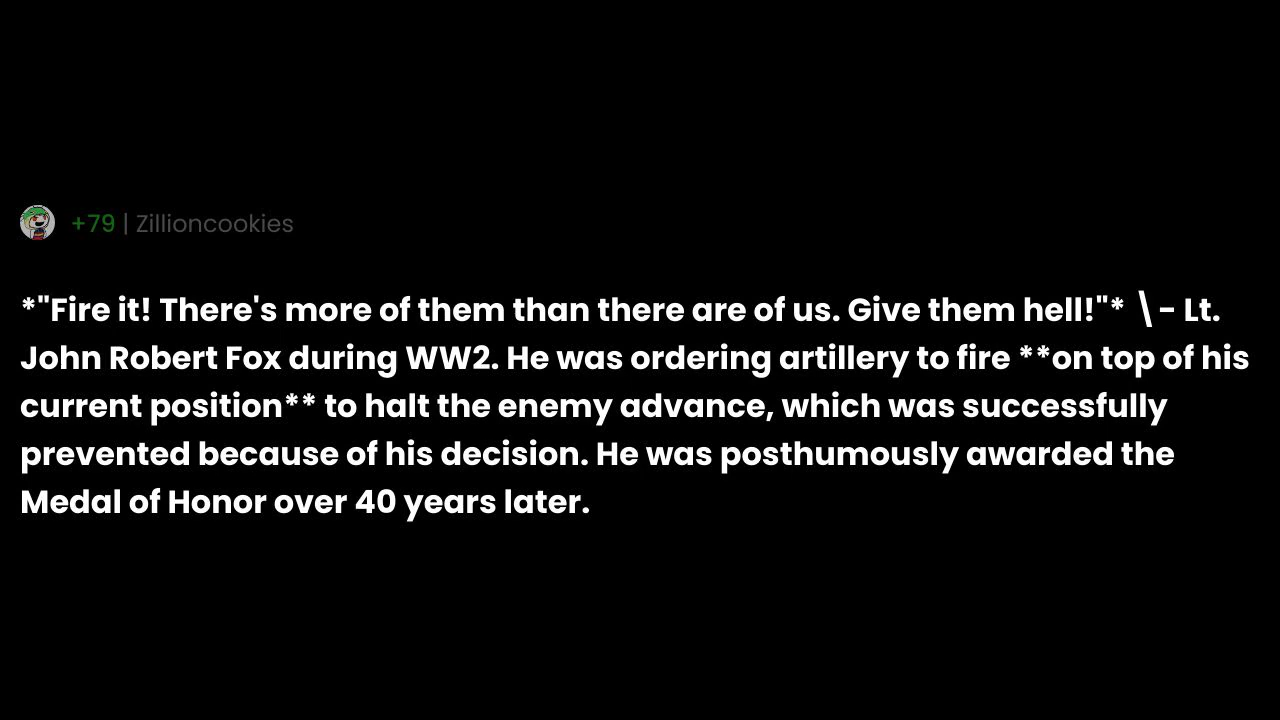 +79 | Zillioncookies
*"Fire it! There's more of them than there are of us. Give them hell!"* \- Lt.
John Robert Fox during WW2. He was ordering artillery to fire **on top of his
current position** to halt the enemy advance, which was successfully
prevented because of his decision. He was posthumously awarded the
Medal of Honor over 40 years later.